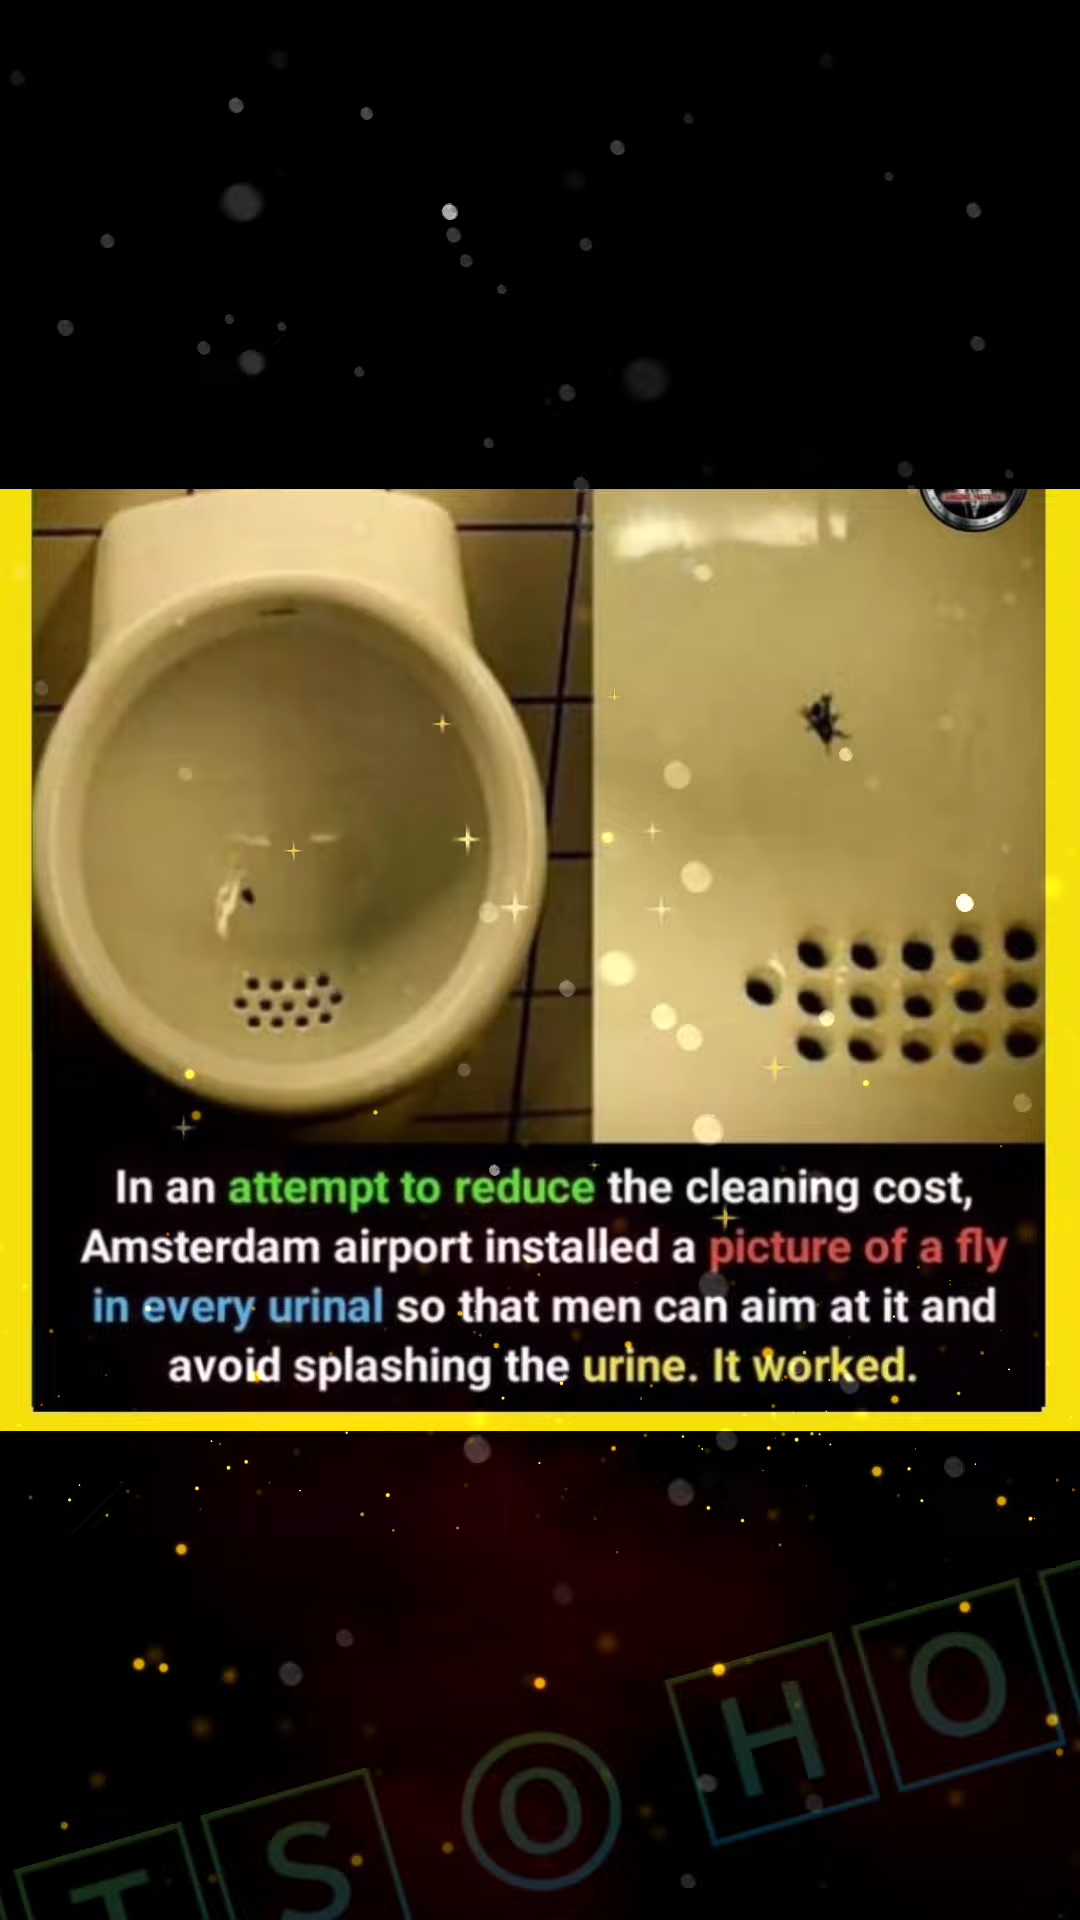 In an attempt to reduce the cleaning cost,
Amsterdam airport installed a picture of a fly
in every urinal so that men can aim at it and
avoid splashing the urine. It worked.
T S O H O